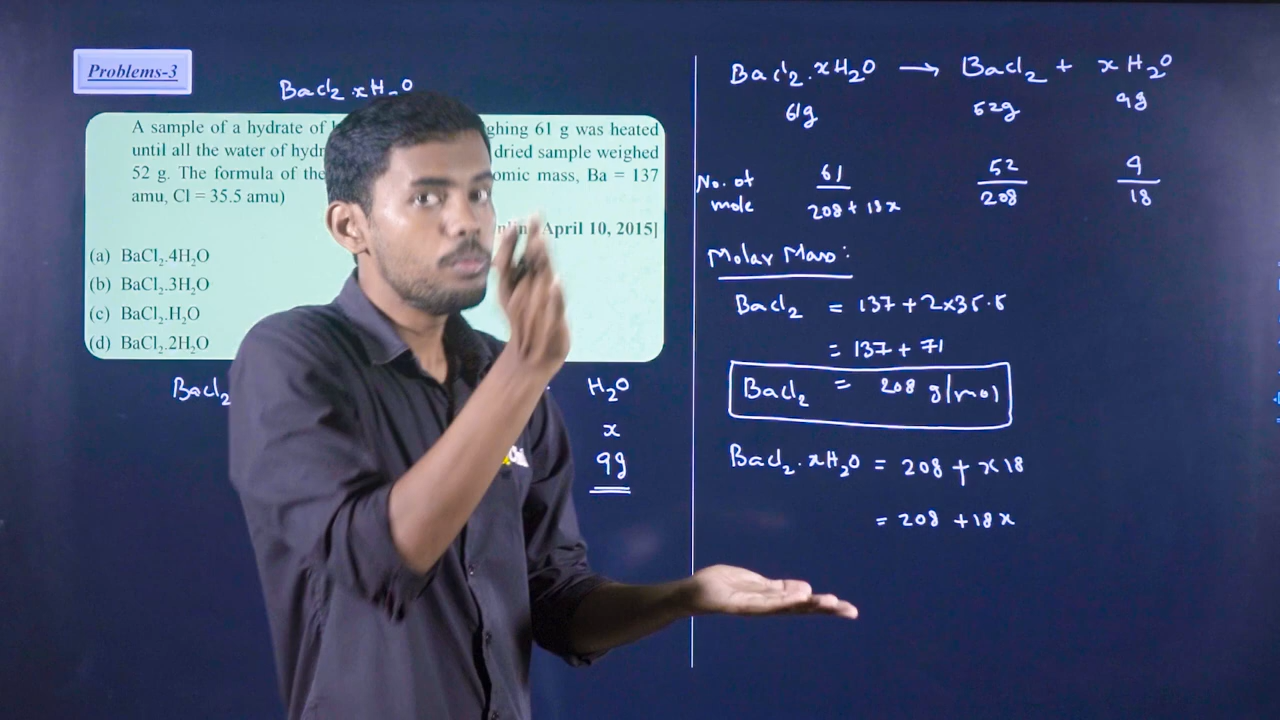 Problems-3
BaCl₂.xH₂O
A sample of a hydrate of ghing 61 g was heated
until all the water of dried sample weighed
52 g. The formula of the mass, Ba = 137
amu, Cl = 35.5 amu)
April 10, 2015]
(a) BaCl₂.4H₂O
(b) BaCl₂.3H₂O
(c) BaCl₂.H₂O
(d) BaCl₂.2H₂O
BaCl₂ H₂O
x
9g
BaCl₂.xH₂O → BaCl₂ + xH₂O
61g 52g 9g
No. of 61 52 9
mole 208+18x 208 18
Molar Mass:
BaCl₂ = 137+2×35.5
= 137+71
BaCl₂ = 208 g/mol
BaCl₂.xH₂O = 208 + x18
= 208 +18x